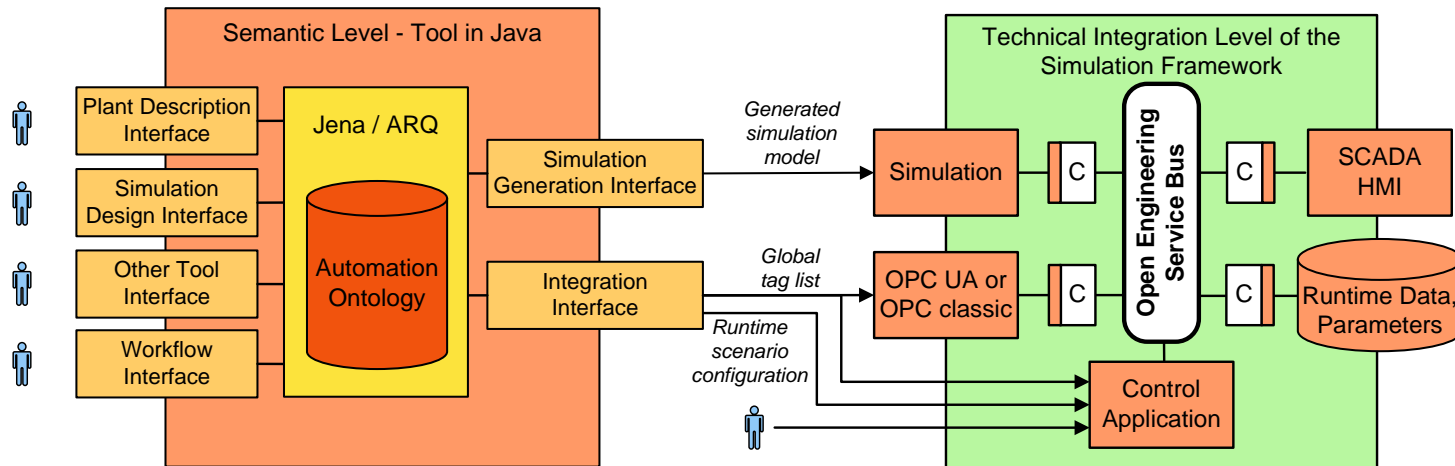 Semantic Level - Tool in Java
Plant Description
Interface
Simulation
Design Interface
Other Tool
Interface
Workflow
Interface
Jena / ARQ
Automation
Ontology
Simulation
Generation Interface
Integration
Interface
Generated
simulation
model
Global
tag list
Runtime
scenario
configuration
Technical Integration Level of the
Simulation Framework
Simulation
OPC UA or
OPC classic
C
C
Open Engineering
Service Bus
C
C
SCADA
HMI
Runtime Data,
Parameters
Control
Application